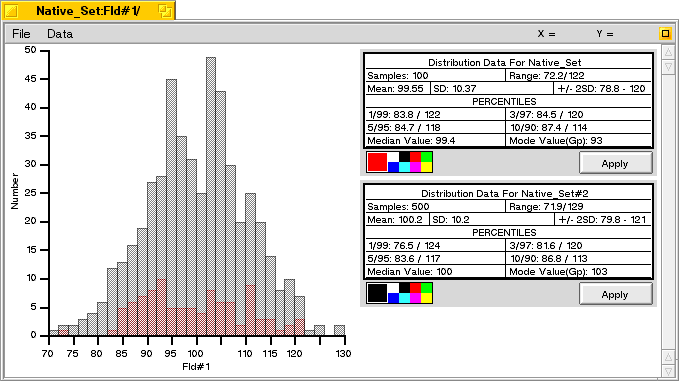 Native_Set:Fld#1/
File Data X = Y =
50
45
40
35
30
25
20
15
10
5
0
Number
70 75 80 85 90 95 100 105 110 115 120 130
Fld#1
Distribution Data For Native_Set
Samples: 100 Range: 72.2/122
Mean: 99.55 SD: 10.37 +/- 2SD: 78.8 - 120
PERCENTILES
1/99: 83.8 / 122 3/97: 84.5 / 120
5/95: 84.7 / 118 10/90: 87.4 / 114
Median Value: 99.4 Mode Value(Gp): 93
Apply
Distribution Data For Native_Set#2
Samples: 500 Range: 71.9/129
Mean: 100.2 SD: 10.2 +/- 2SD: 79.8 - 121
PERCENTILES
1/99: 76.5 / 124 3/97: 81.6 / 120
5/95: 83.6 / 117 10/90: 86.8 / 113
Median Value: 100 Mode Value(Gp): 103
Apply